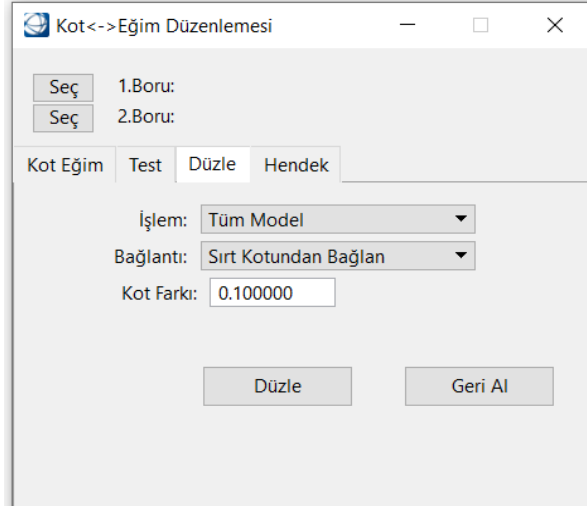 Kot<->Eğim Düzenlemesi
Seç 1.Boru:
Seç 2.Boru:
Kot Eğim Test Düzle Hendek
İşlem: Tüm Model
Bağlantı: Sırt Kotundan Bağlan
Kot Farkı: 0.100000
Düzle Geri Al